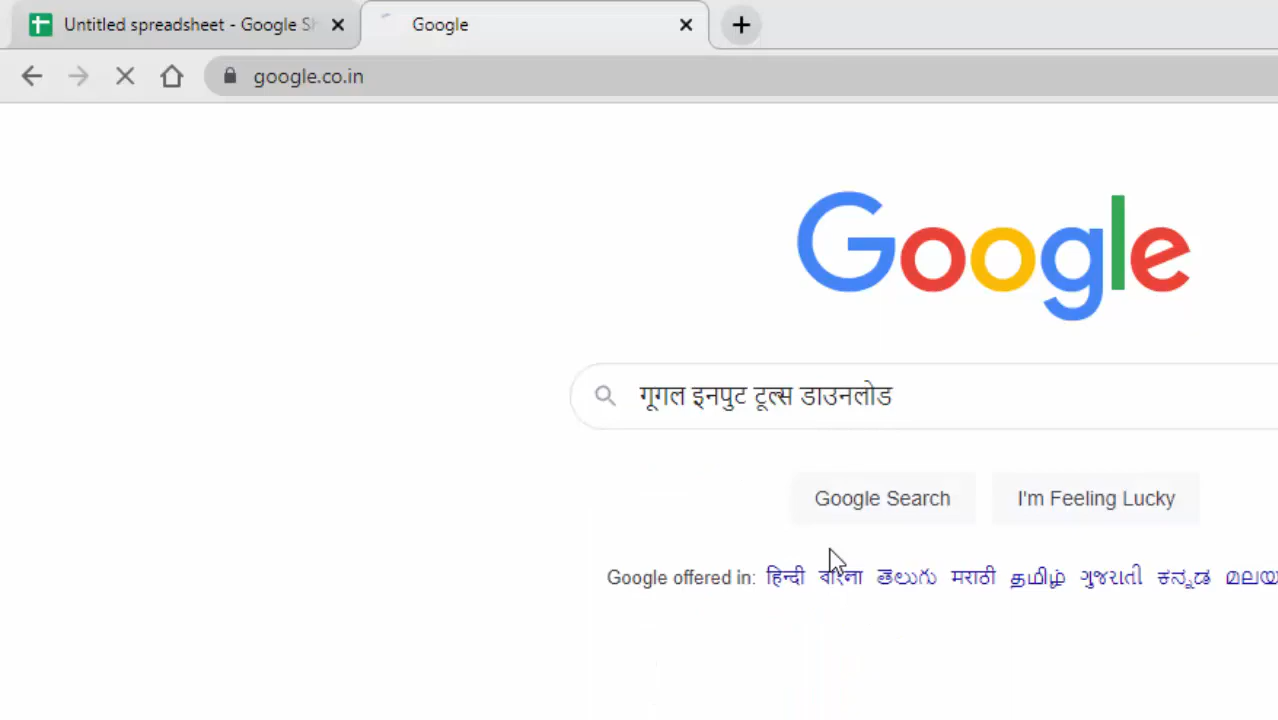 Untitled spreadsheet - Google Sh
Google
google.co.in
Google
गूगल इनपुट टूल्स डाउनलोड
Google Search
I'm Feeling Lucky
Google offered in: हिन्दी বাংলা తెలుగు मराठी தமிழ் ગુજરાતી ಕನ್ನಡ മലയ